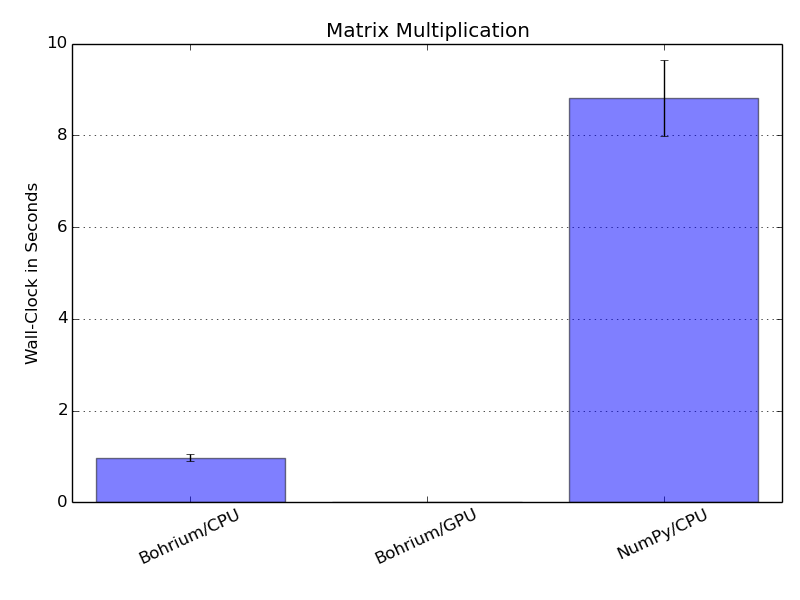 Matrix Multiplication
Wall-Clock in Seconds
10
8
6
4
2
0
Bohrium/CPU
Bohrium/GPU
NumPy/CPU